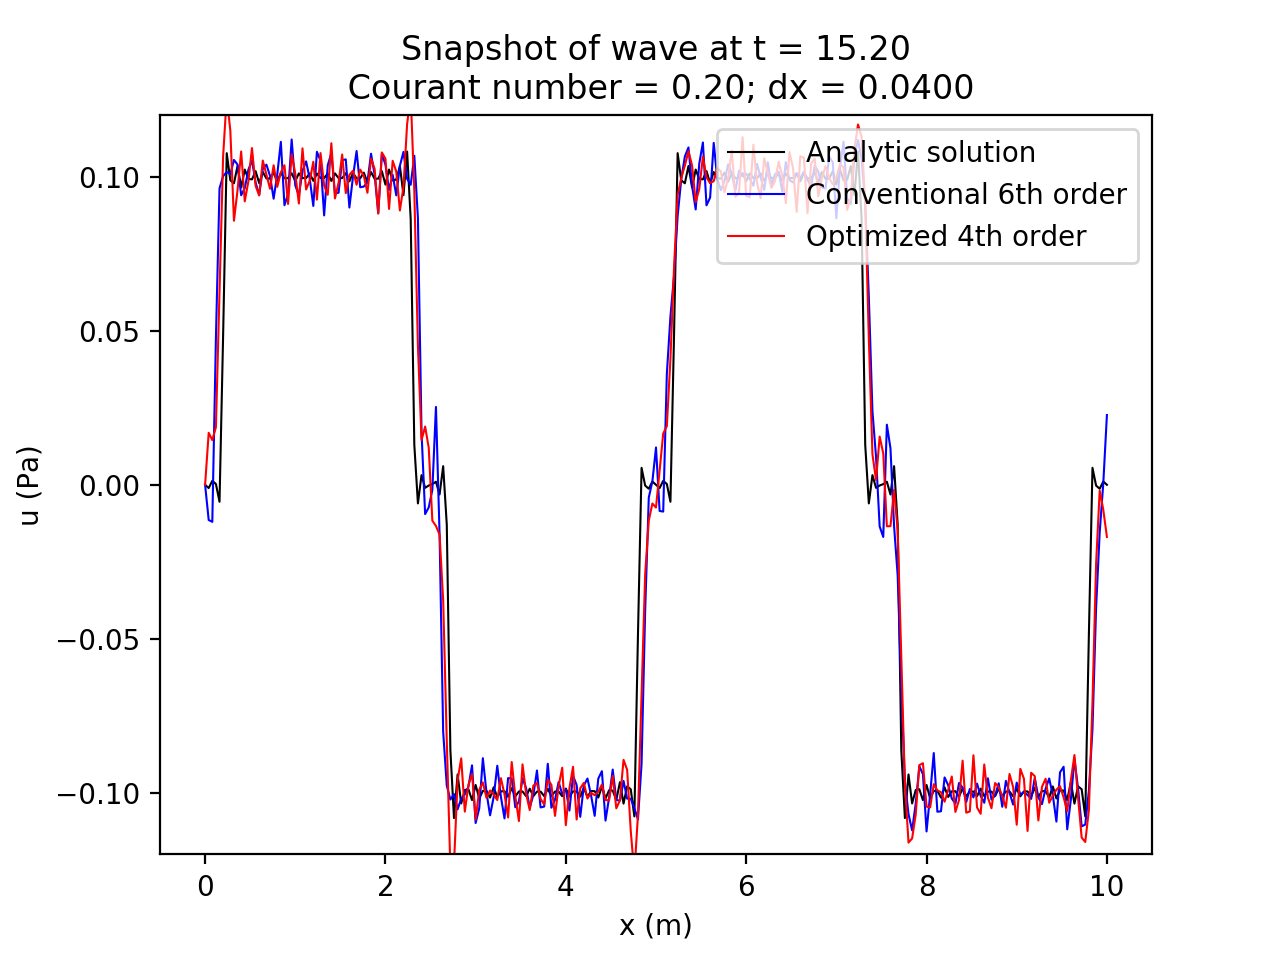 Snapshot of wave at t = 15.20
Courant number = 0.20; dx = 0.0400
Analytic solution
Conventional 6th order
Optimized 4th order
u (Pa)
0.10
0.05
0.00
−0.05
−0.10
0 2 4 6 8 10
x (m)